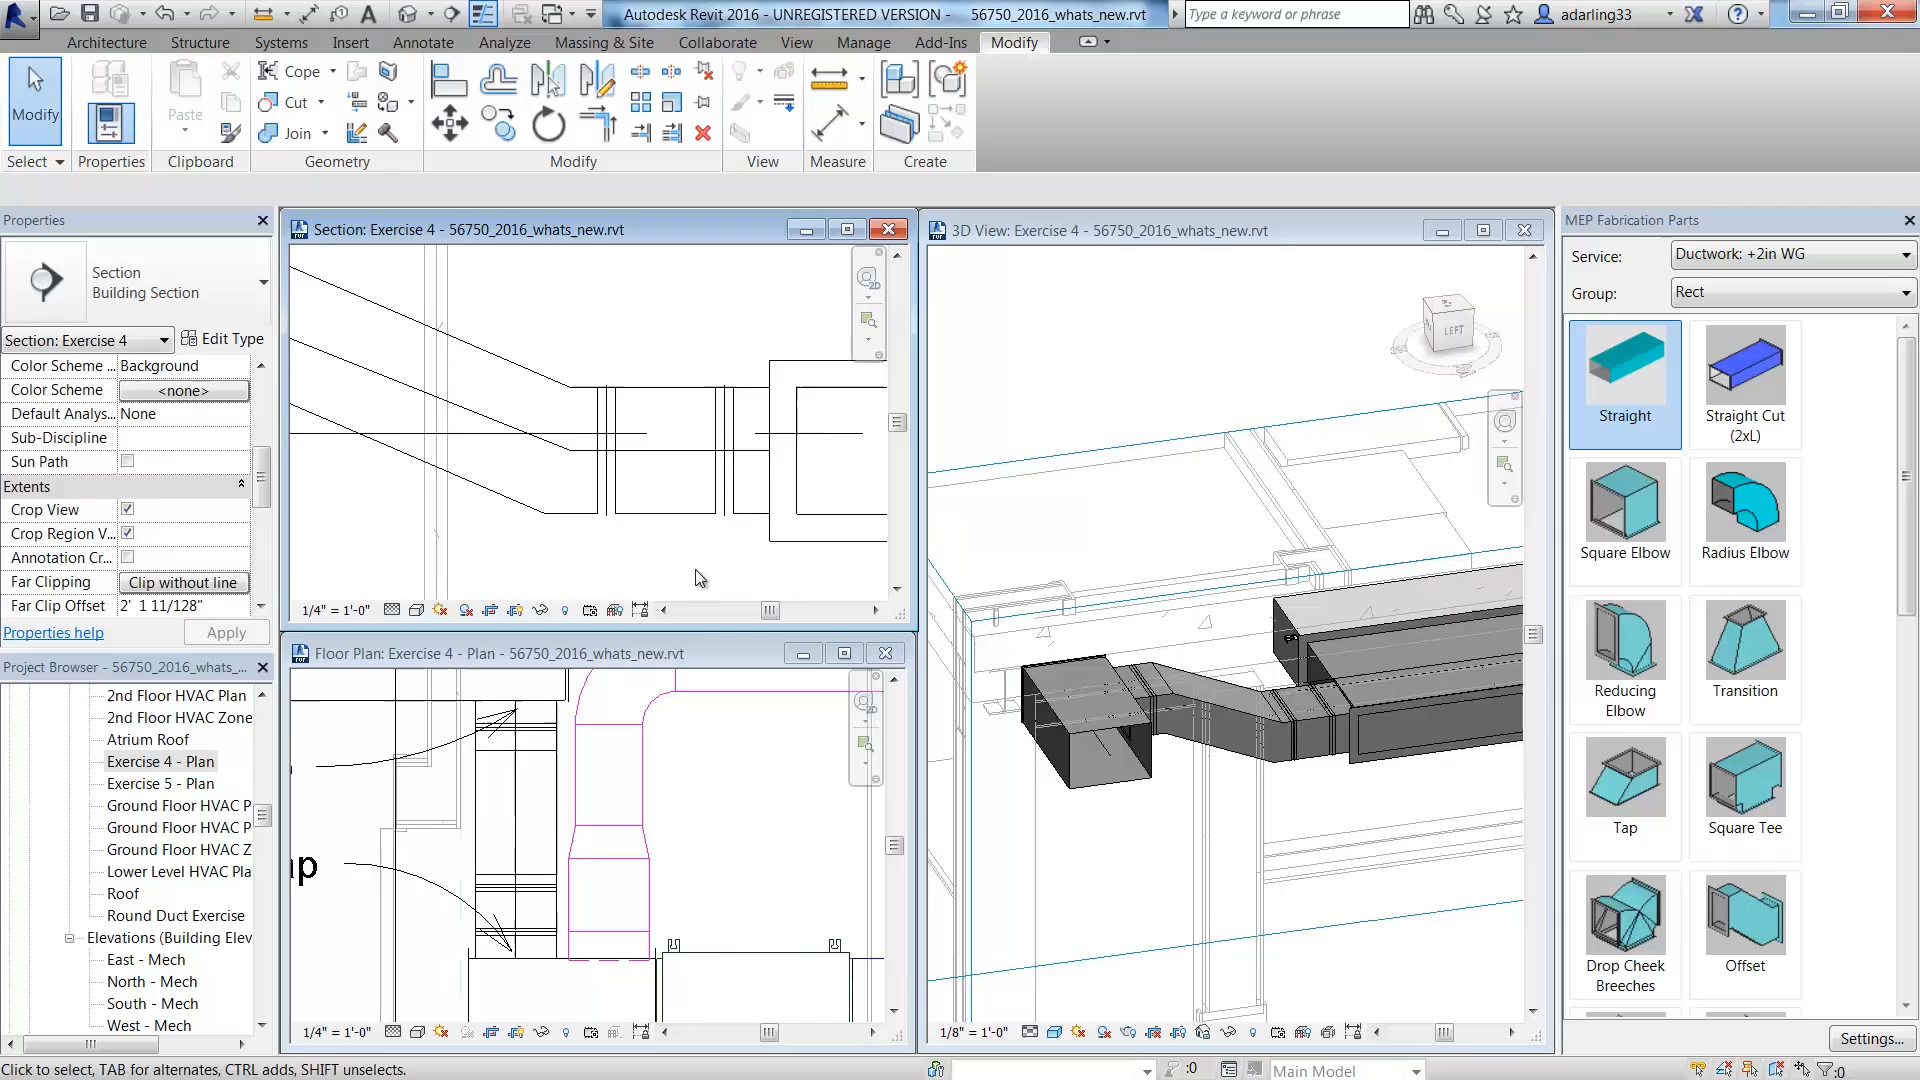 Autodesk Revit 2016 - UNREGISTERED VERSION - 56750_2016_whats_new.rvt
Type a keyword or phrase
adarling33
Architecture Structure Systems Insert Annotate Analyze Massing & Site Collaborate View Manage Add-Ins Modify
Modify
Paste
Cope
Cut
Join
Select Properties Clipboard Geometry Modify View Measure Create
Properties
Section
Building Section
Section: Exercise 4
Edit Type
Color Scheme ... Background
Color Scheme <none>
Default Analys... None
Sub-Discipline
Sun Path
Extents
Crop View
Crop Region V...
Annotation Cr...
Far Clipping Clip without line
Far Clip Offset 2' 1 11/128"
Properties help
Apply
Project Browser - 56750_2016_whats_...
2nd Floor HVAC Plan
2nd Floor HVAC Zone
Atrium Roof
Exercise 4 - Plan
Exercise 5 - Plan
Ground Floor HVAC P
Ground Floor HVAC P
Ground Floor HVAC Z
Lower Level HVAC Pla
Roof
Round Duct Exercise
Elevations (Building Elev
East - Mech
North - Mech
South - Mech
West - Mech
Section: Exercise 4 - 56750_2016_whats_new.rvt
2D
1/4" = 1'-0"
Floor Plan: Exercise 4 - Plan - 56750_2016_whats_new.rvt
2D
ıp
1/4" = 1'-0"
3D View: Exercise 4 - 56750_2016_whats_new.rvt
LEFT
1/8" = 1'-0"
MEP Fabrication Parts
Service: Ductwork: +2in WG
Group: Rect
Straight
Straight Cut
(2xL)
Square Elbow
Radius Elbow
Reducing
Elbow
Transition
Tap
Square Tee
Drop Cheek
Breeches
Offset
Settings...
Click to select, TAB for alternates, CTRL adds, SHIFT unselects.
:0
Main Model
:0